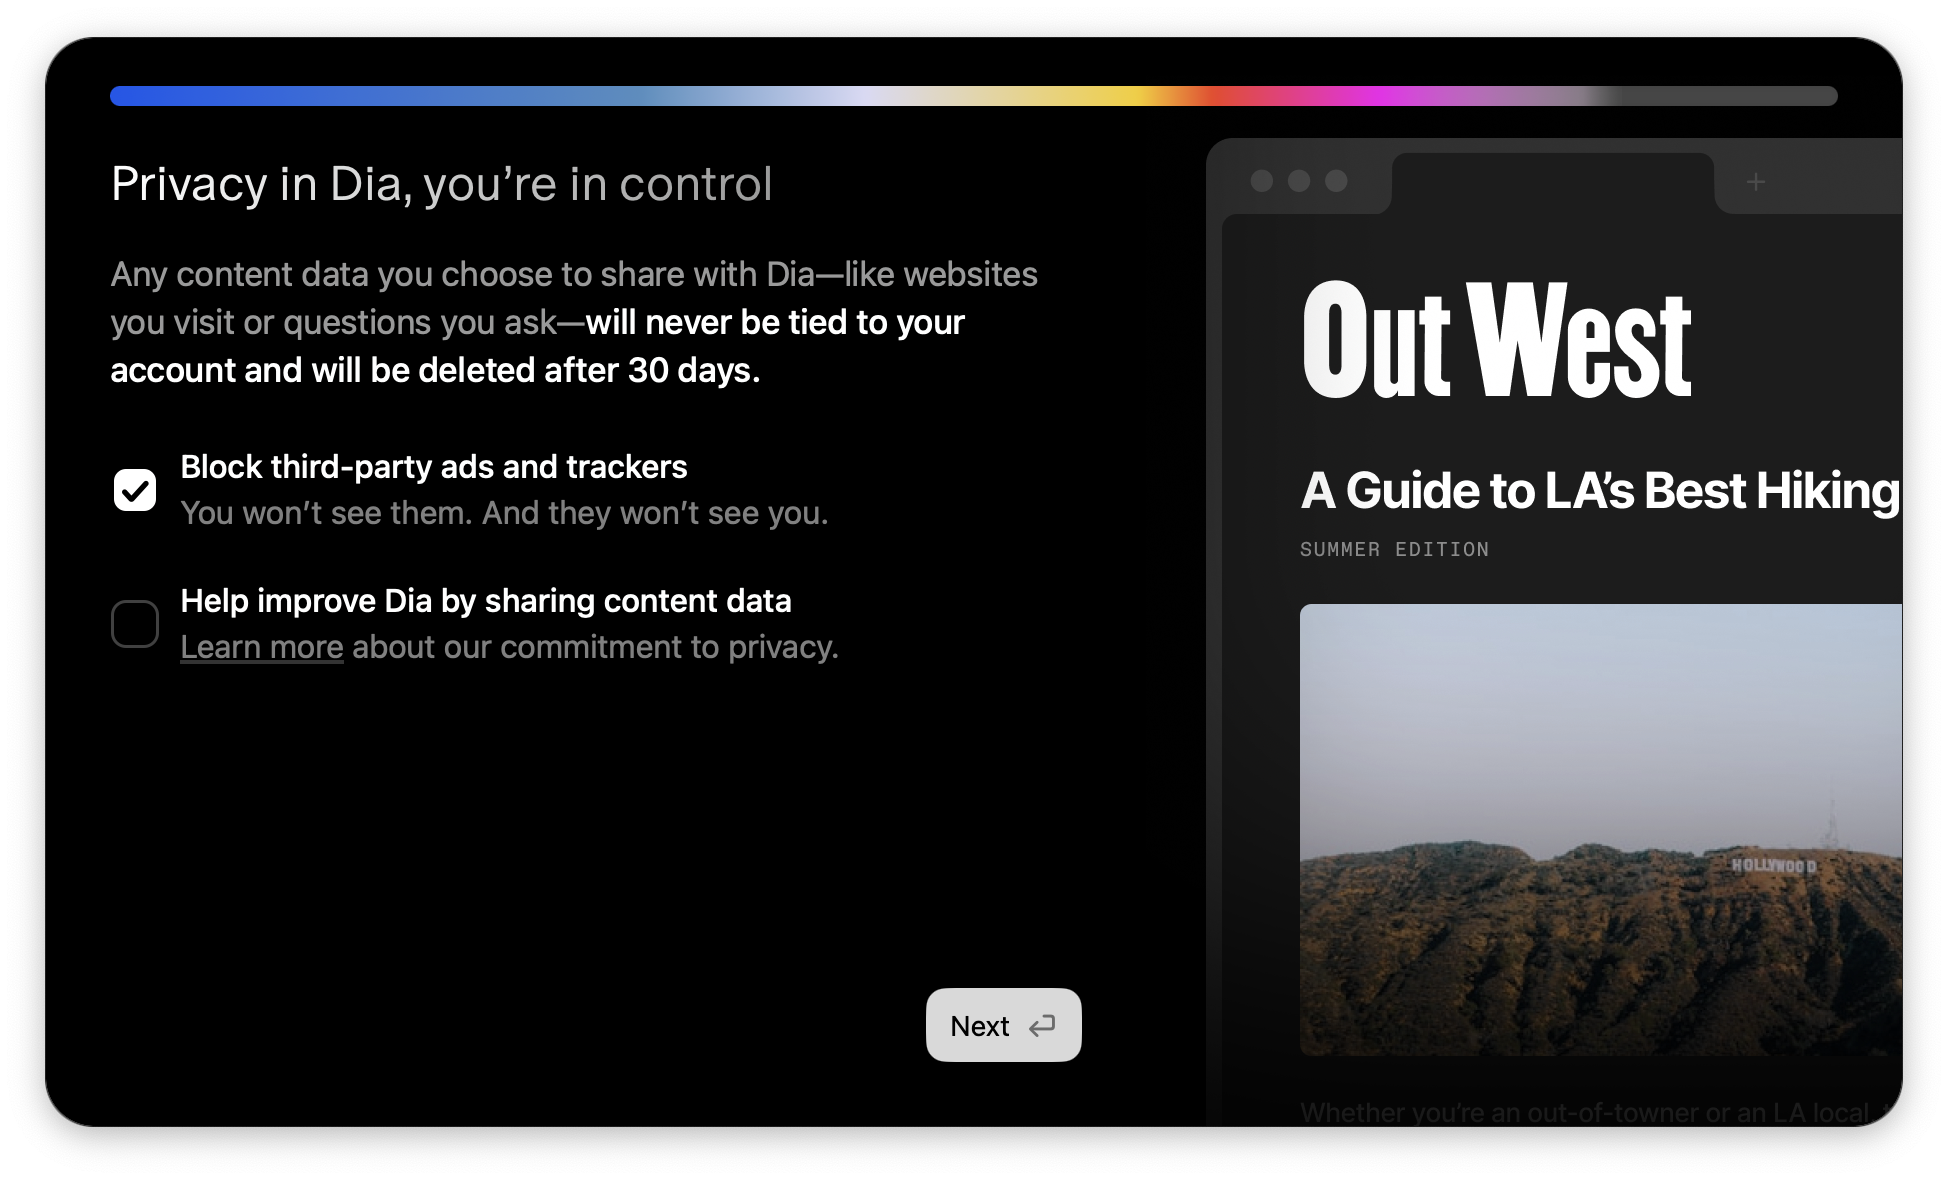 Privacy in Dia, you’re in control
Any content data you choose to share with Dia—like websites
you visit or questions you ask—will never be tied to your
account and will be deleted after 30 days.
Block third-party ads and trackers
You won’t see them. And they won’t see you.
Help improve Dia by sharing content data
Learn more about our commitment to privacy.
Next
Out West
A Guide to LA’s Best Hiking
SUMMER EDITION
HOLLYWOOD
Whether you’re an out-of-towner or an LA local,